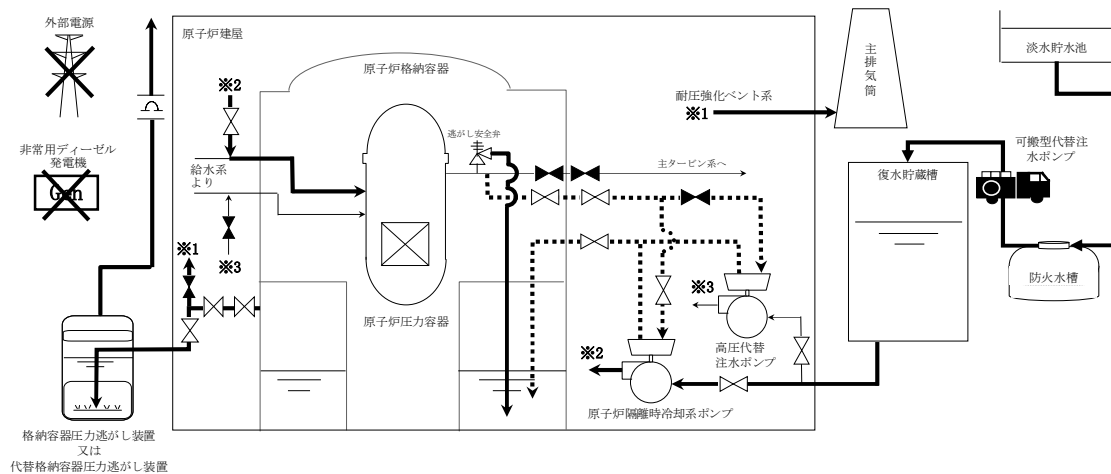 外部電源
原子炉建屋
原子炉格納容器
主排気筒
淡水貯水池
※2
耐圧強化ベント系
※1
逃がし安全弁
非常用ディーゼル
発電機
Gen
給水系
より
主タービン系へ
復水貯蔵槽
可搬型代替注
水ポンプ
※1
※3
※3
防火水槽
原子炉圧力容器
高圧代替
注水ポンプ
※2
原子炉隔離時冷却系ポンプ
格納容器圧力逃がし装置
又は
代替格納容器圧力逃がし装置